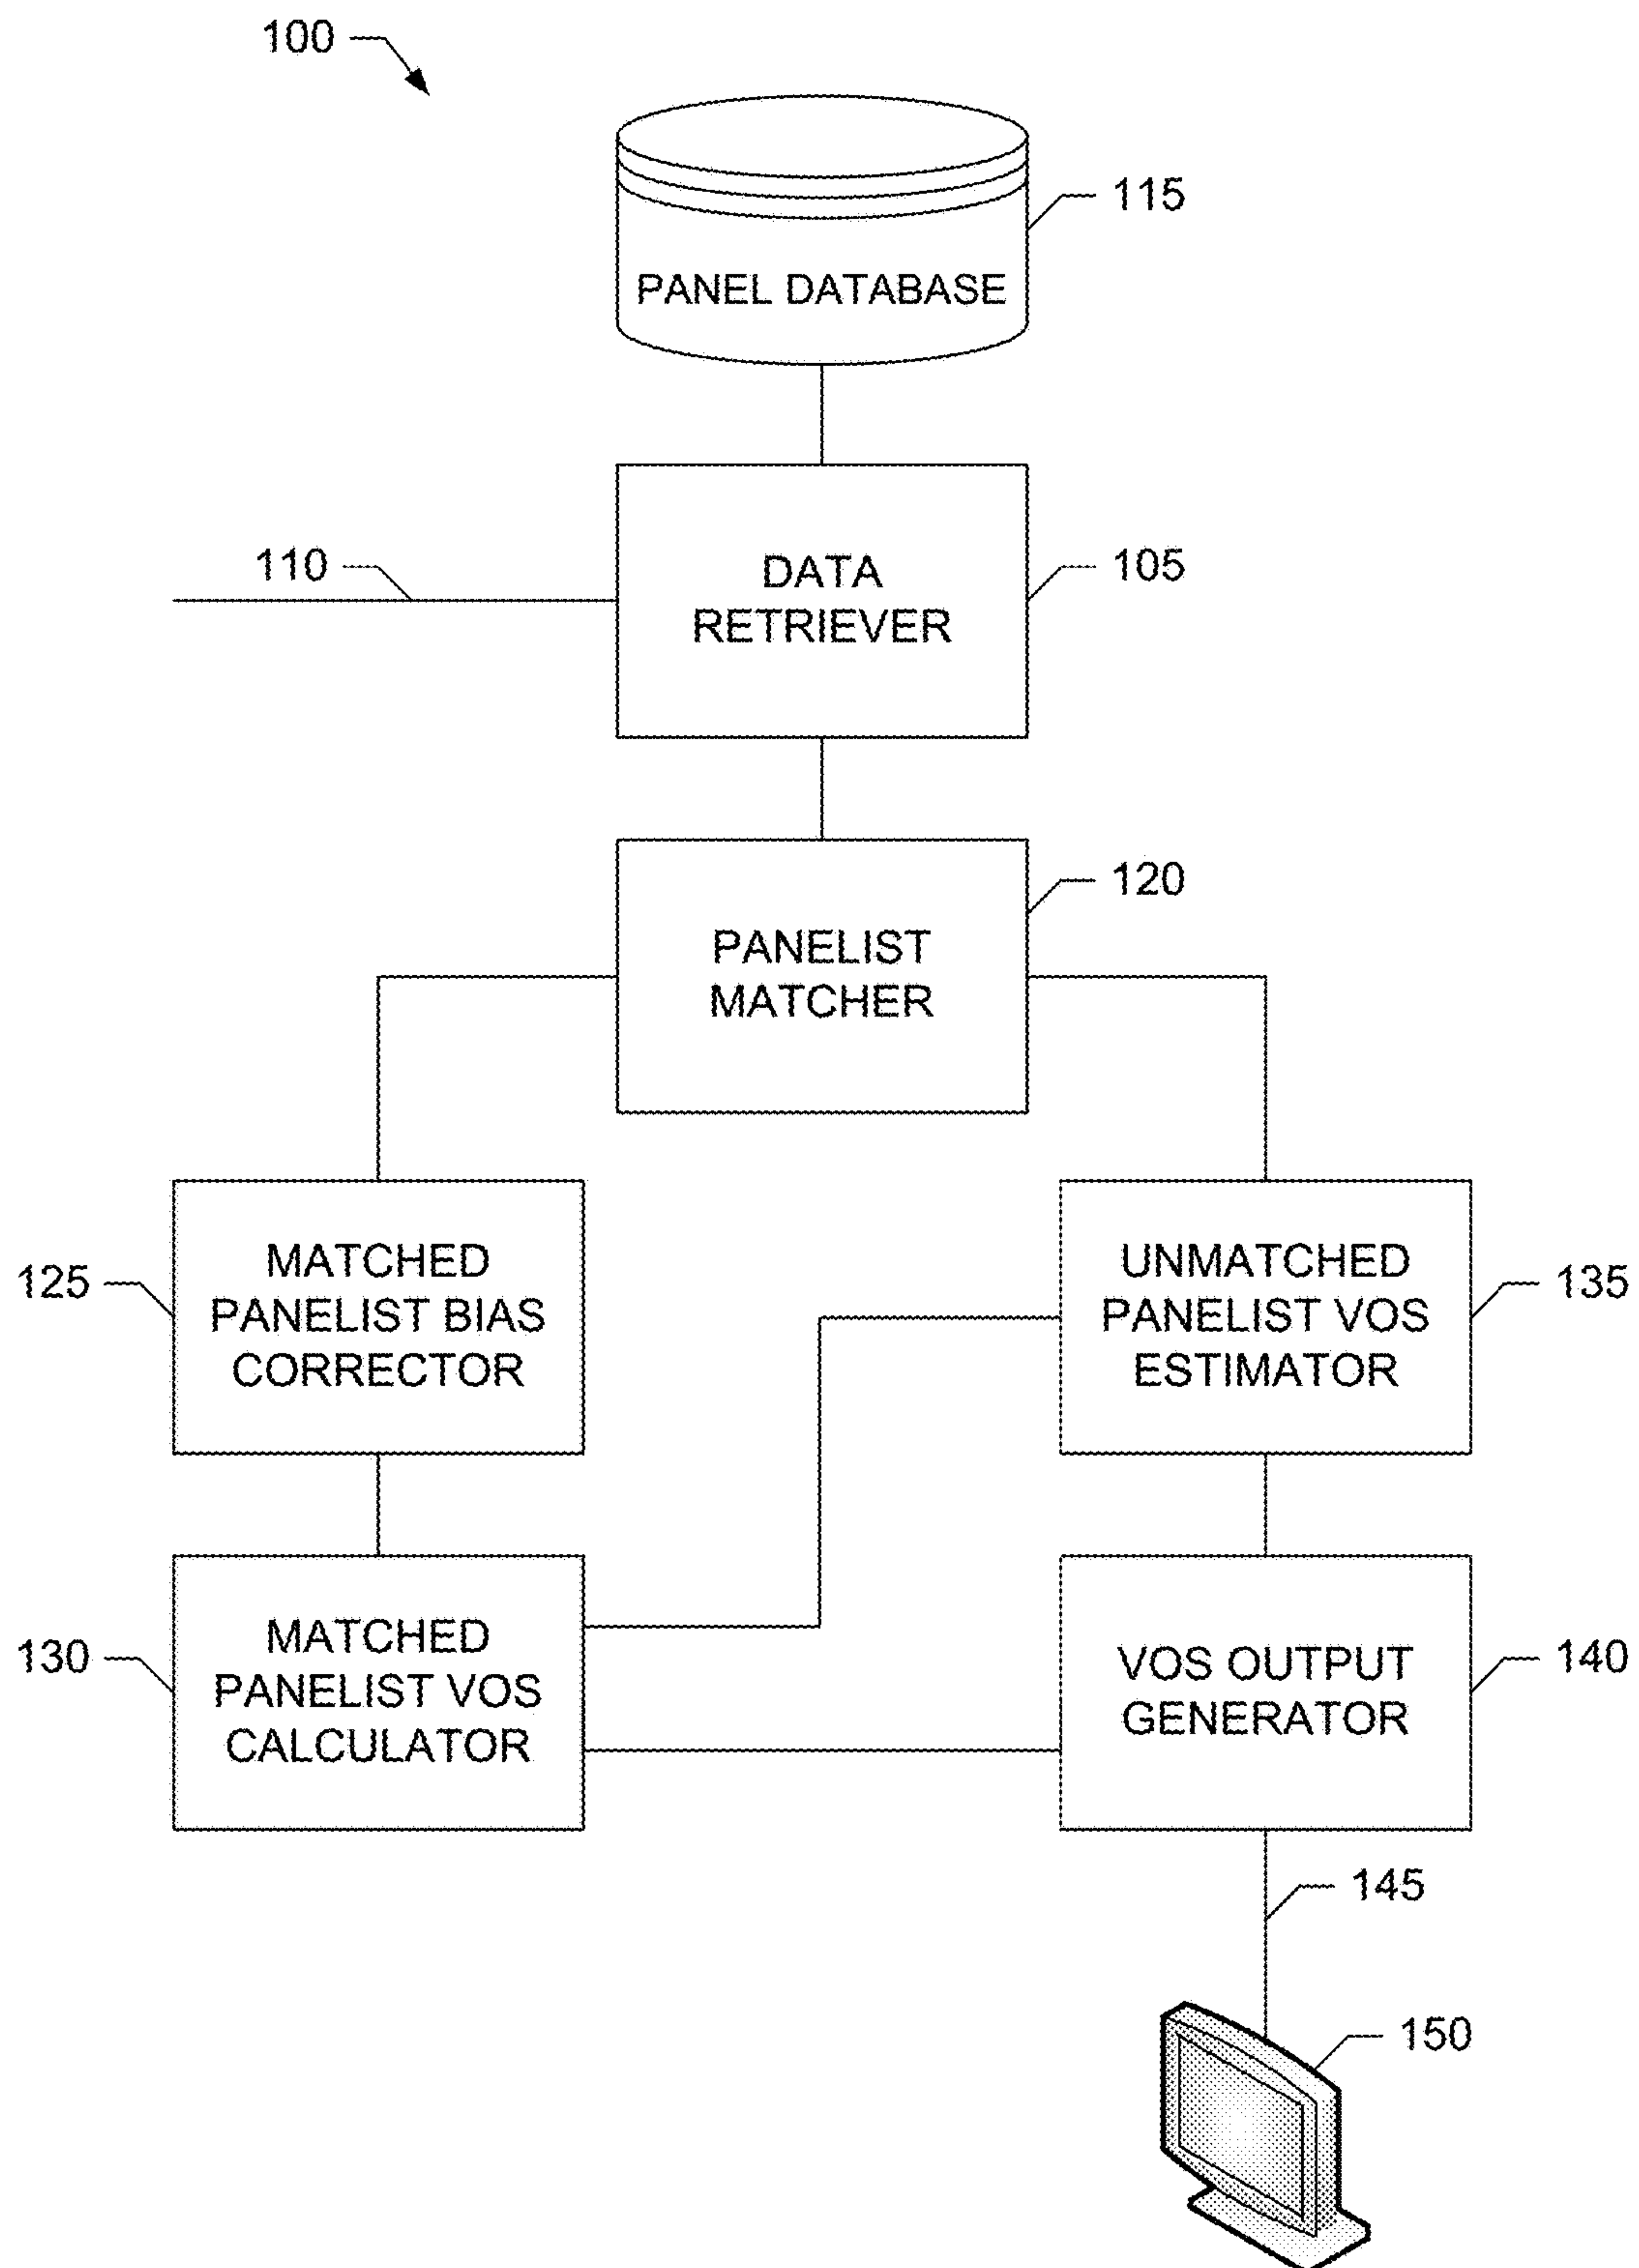 100
115
PANEL DATABASE
110
DATA
RETRIEVER
105
120
PANELIST
MATCHER
125
MATCHED
PANELIST BIAS
CORRECTOR
UNMATCHED
PANELIST VOS
ESTIMATOR
135
130
MATCHED
PANELIST VOS
CALCULATOR
VOS OUTPUT
GENERATOR
140
145
150